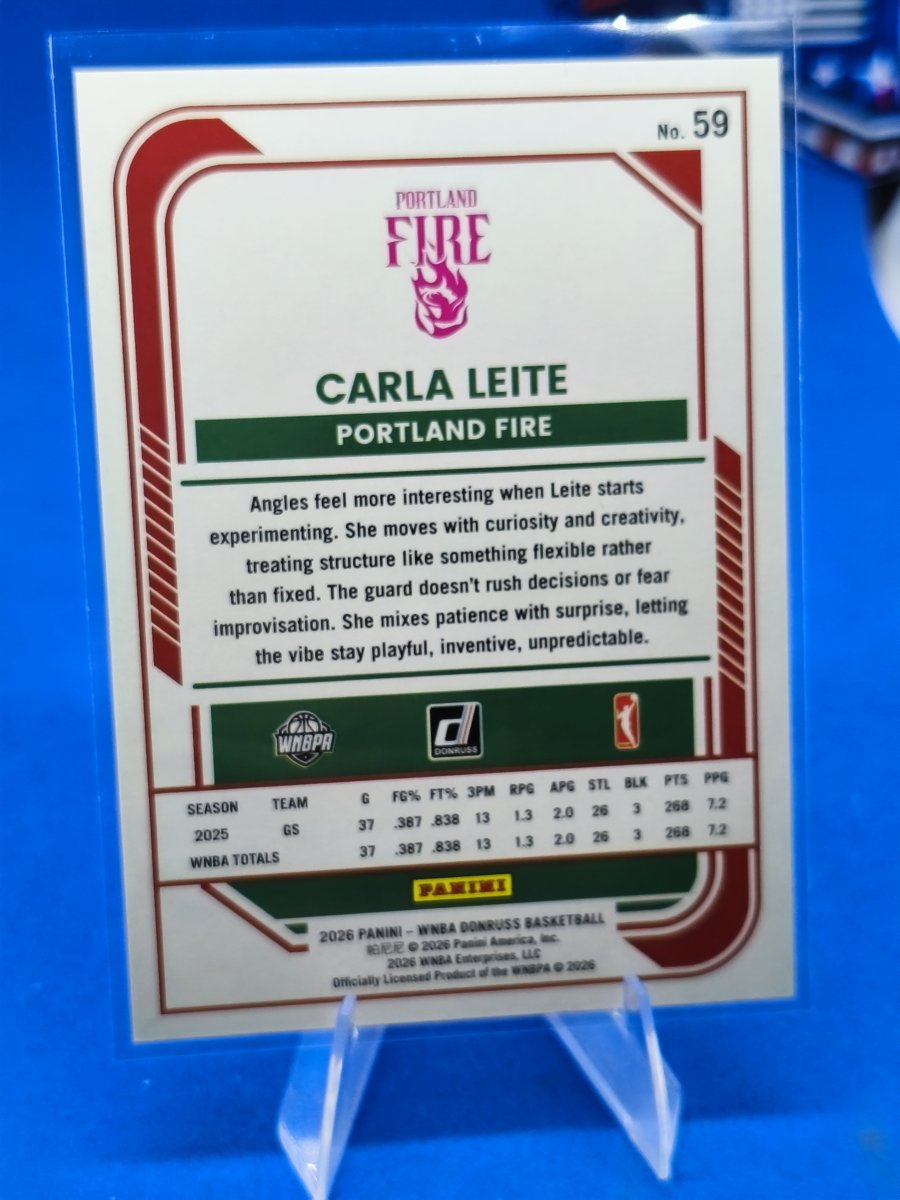 No. 59
PORTLAND
FIRE
CARLA LEITE
PORTLAND FIRE
Angles feel more interesting when Leite starts
experimenting. She moves with curiosity and creativity,
treating structure like something flexible rather
than fixed. The guard doesn't rush decisions or fear
improvisation. She mixes patience with surprise, letting
the vibe stay playful, inventive, unpredictable.
WNBPA
d
DONRUSS
SEASON TEAM G FG% FT% 3PM RPG APG STL BLK PTS PPG
2025 GS 37 .387 .838 13 1.3 2.0 26 3 268 7.2
WNBA TOTALS 37 .387 .838 13 1.3 2.0 26 3 268 7.2
PANINI
2026 PANINI – WNBA DONRUSS BASKETBALL
帕尼尼 © 2026 Panini America, Inc.
2026 WNBA Enterprises, LLC
Officially Licensed Product of the WNBPA © 2026